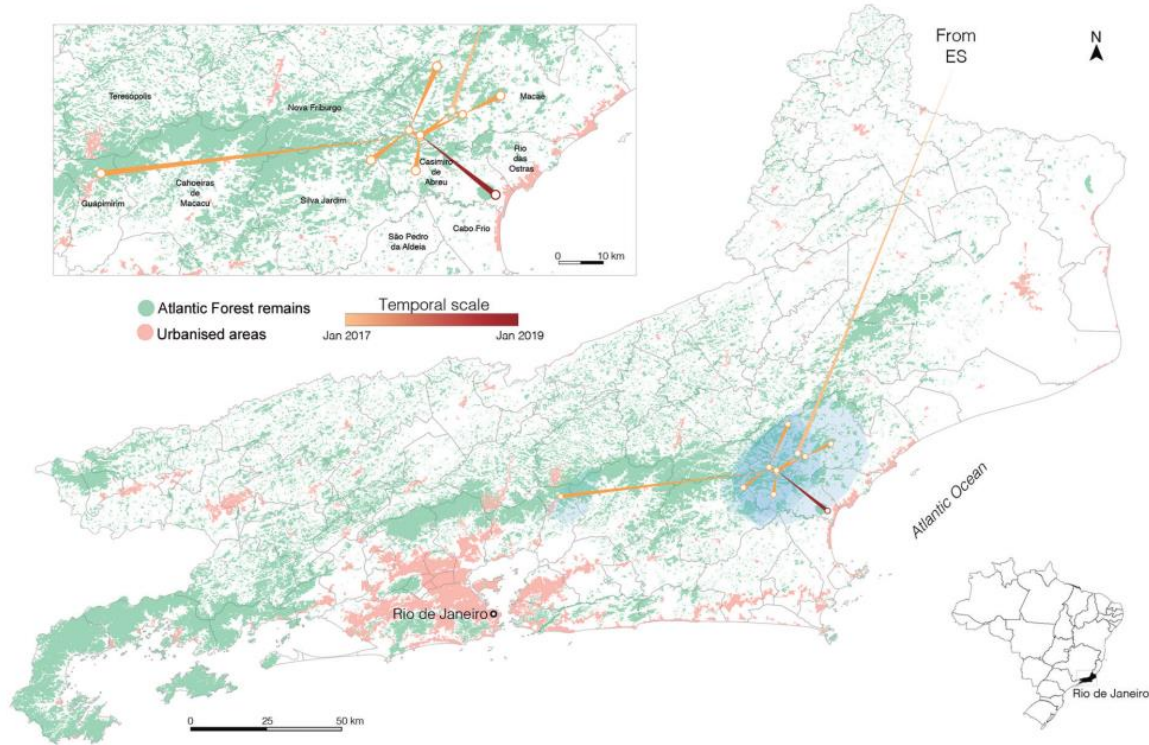 Teresópolis
Nova Friburgo
Macaé
Rio
das
Ostras
Casimiro
de
Abreu
Cahoeiras
de
Macacu
Guapimirim
Silva Jardim
São Pedro
da Aldeia
Cabo Frio
0 10 km
From
ES
N
Atlantic Forest remains
Urbanised areas
Temporal scale
Jan 2017 Jan 2019
Atlantic Ocean
Rio de Janeiro
Rio de Janeiro
0 25 50 km